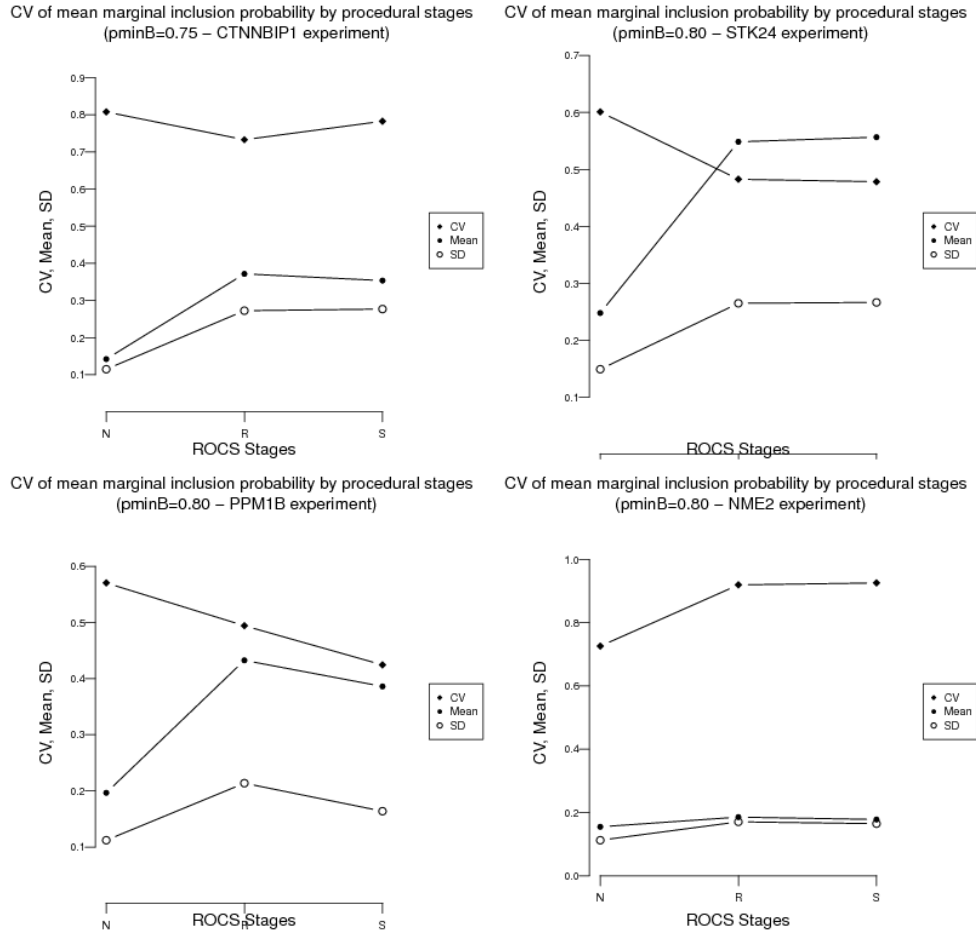 CV of mean marginal inclusion probability by procedural stages
(pminB=0.75 – CTNNBIP1 experiment)
0.9
0.8
0.7
0.6
0.5
0.4
0.3
0.2
0.1
CV, Mean, SD
CV
Mean
SD
N
R
S
ROCS Stages
CV of mean marginal inclusion probability by procedural stages
(pminB=0.80 – STK24 experiment)
0.7
0.6
0.5
0.4
0.3
0.2
0.1
CV, Mean, SD
CV
Mean
SD
ROCS Stages
CV of mean marginal inclusion probability by procedural stages
(pminB=0.80 – PPM1B experiment)
0.6
0.5
0.4
0.3
0.2
0.1
CV, Mean, SD
CV
Mean
SD
N
R
S
ROCS Stages
CV of mean marginal inclusion probability by procedural stages
(pminB=0.80 – NME2 experiment)
1.0
0.8
0.6
0.4
0.2
0.0
CV, Mean, SD
CV
Mean
SD
N
R
S
ROCS Stages